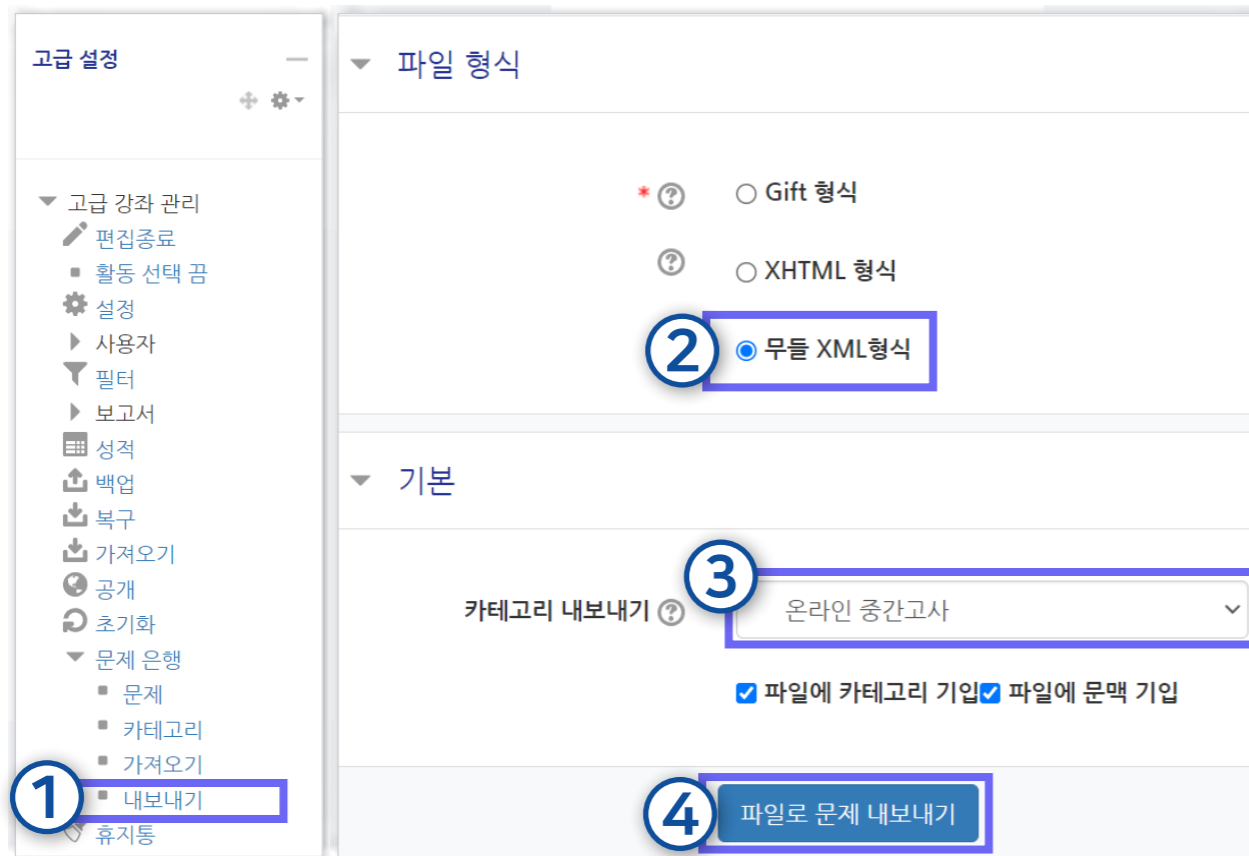 고급 설정
고급 강좌 관리
편집종료
활동 선택 끔
설정
사용자
필터
보고서
성적
백업
복구
가져오기
공개
초기화
문제 은행
문제
카테고리
가져오기
① 내보내기
휴지통
파일 형식
* Gift 형식
XHTML 형식
② 무들 XML형식
기본
③
카테고리 내보내기 온라인 중간고사
파일에 카테고리 기입 파일에 문맥 기입
④ 파일로 문제 내보내기